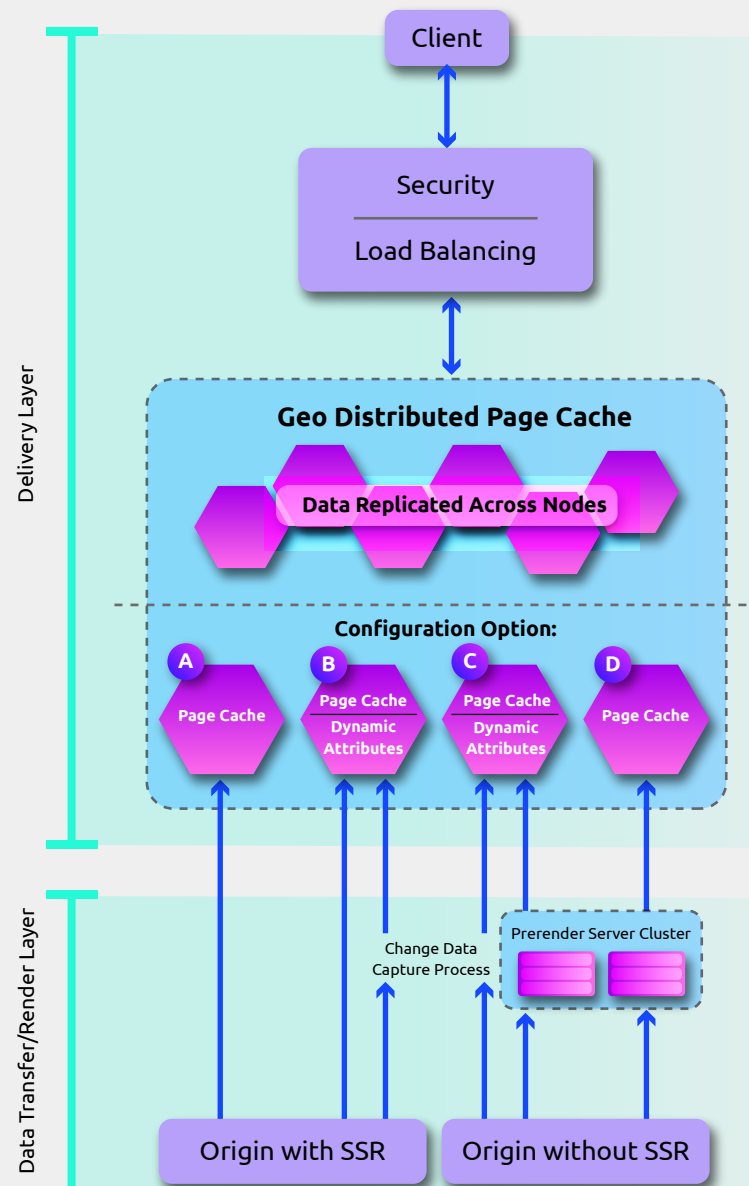 Client
Security
Load Balancing
Delivery Layer
Geo Distributed Page Cache
Data Replicated Across Nodes
Configuration Option:
A
Page Cache
B
Page Cache
Dynamic
Attributes
C
Page Cache
Dynamic
Attributes
D
Page Cache
Data Transfer/Render Layer
Change Data
Capture Process
Prerender Server Cluster
Origin with SSR
Origin without SSR